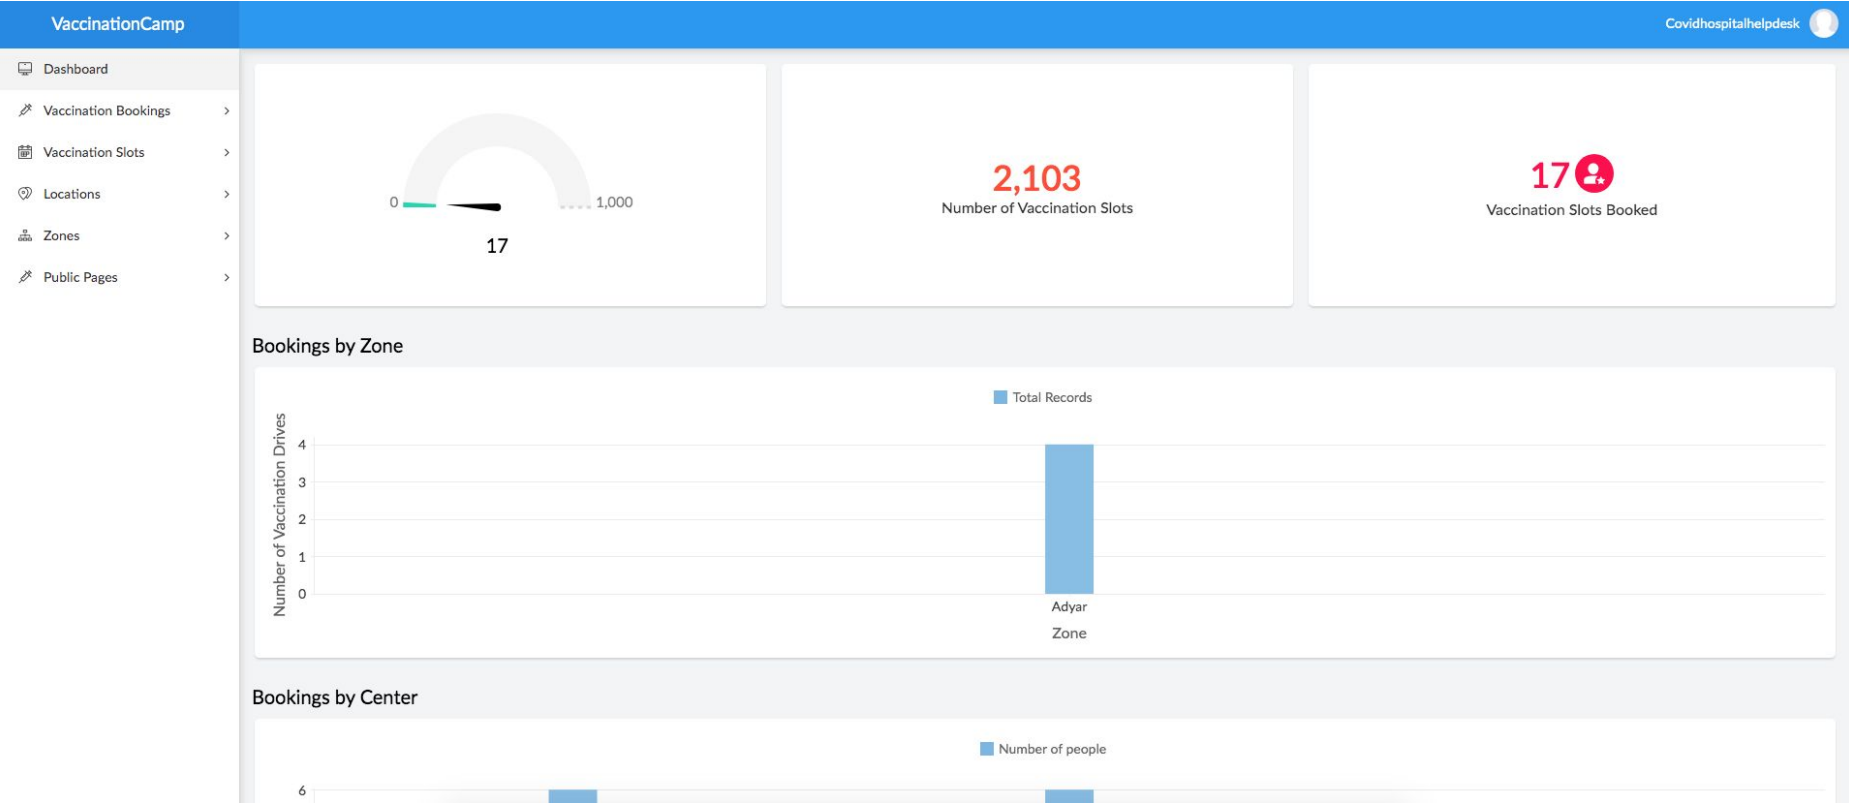 VaccinationCamp
Covidhospitalhelpdesk
Dashboard
Vaccination Bookings
Vaccination Slots
Locations
Zones
Public Pages
0
1,000
17
2,103
Number of Vaccination Slots
17
Vaccination Slots Booked
Bookings by Zone
Total Records
Number of Vaccination Drives
4
3
2
1
0
Adyar
Zone
Bookings by Center
Number of people
6